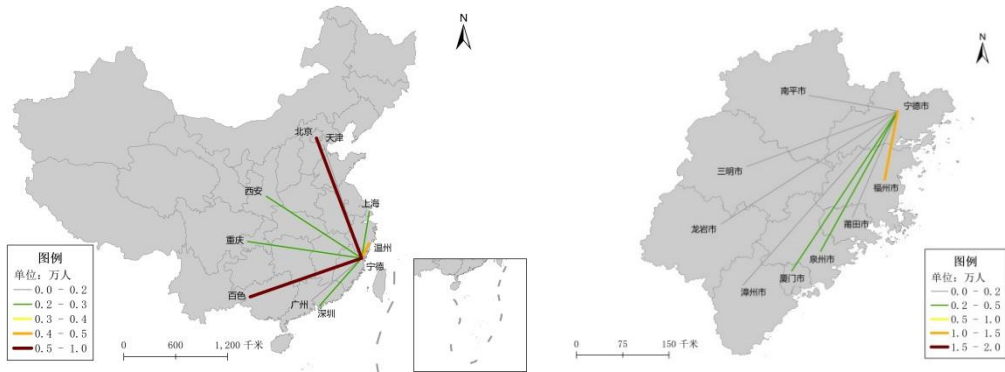 N
北京
天津
西安
上海
重庆
温州
宁德
百色
广州
深圳
图例
单位：万人
0.0 - 0.2
0.2 - 0.3
0.3 - 0.4
0.4 - 0.5
0.5 - 1.0
0 600 1,200 千米
N
南平市
宁德市
三明市
福州市
龙岩市
莆田市
泉州市
厦门市
漳州市
图例
单位：万人
0.0 - 0.2
0.2 - 0.5
0.5 - 1.0
1.0 - 1.5
1.5 - 2.0
0 75 150 千米